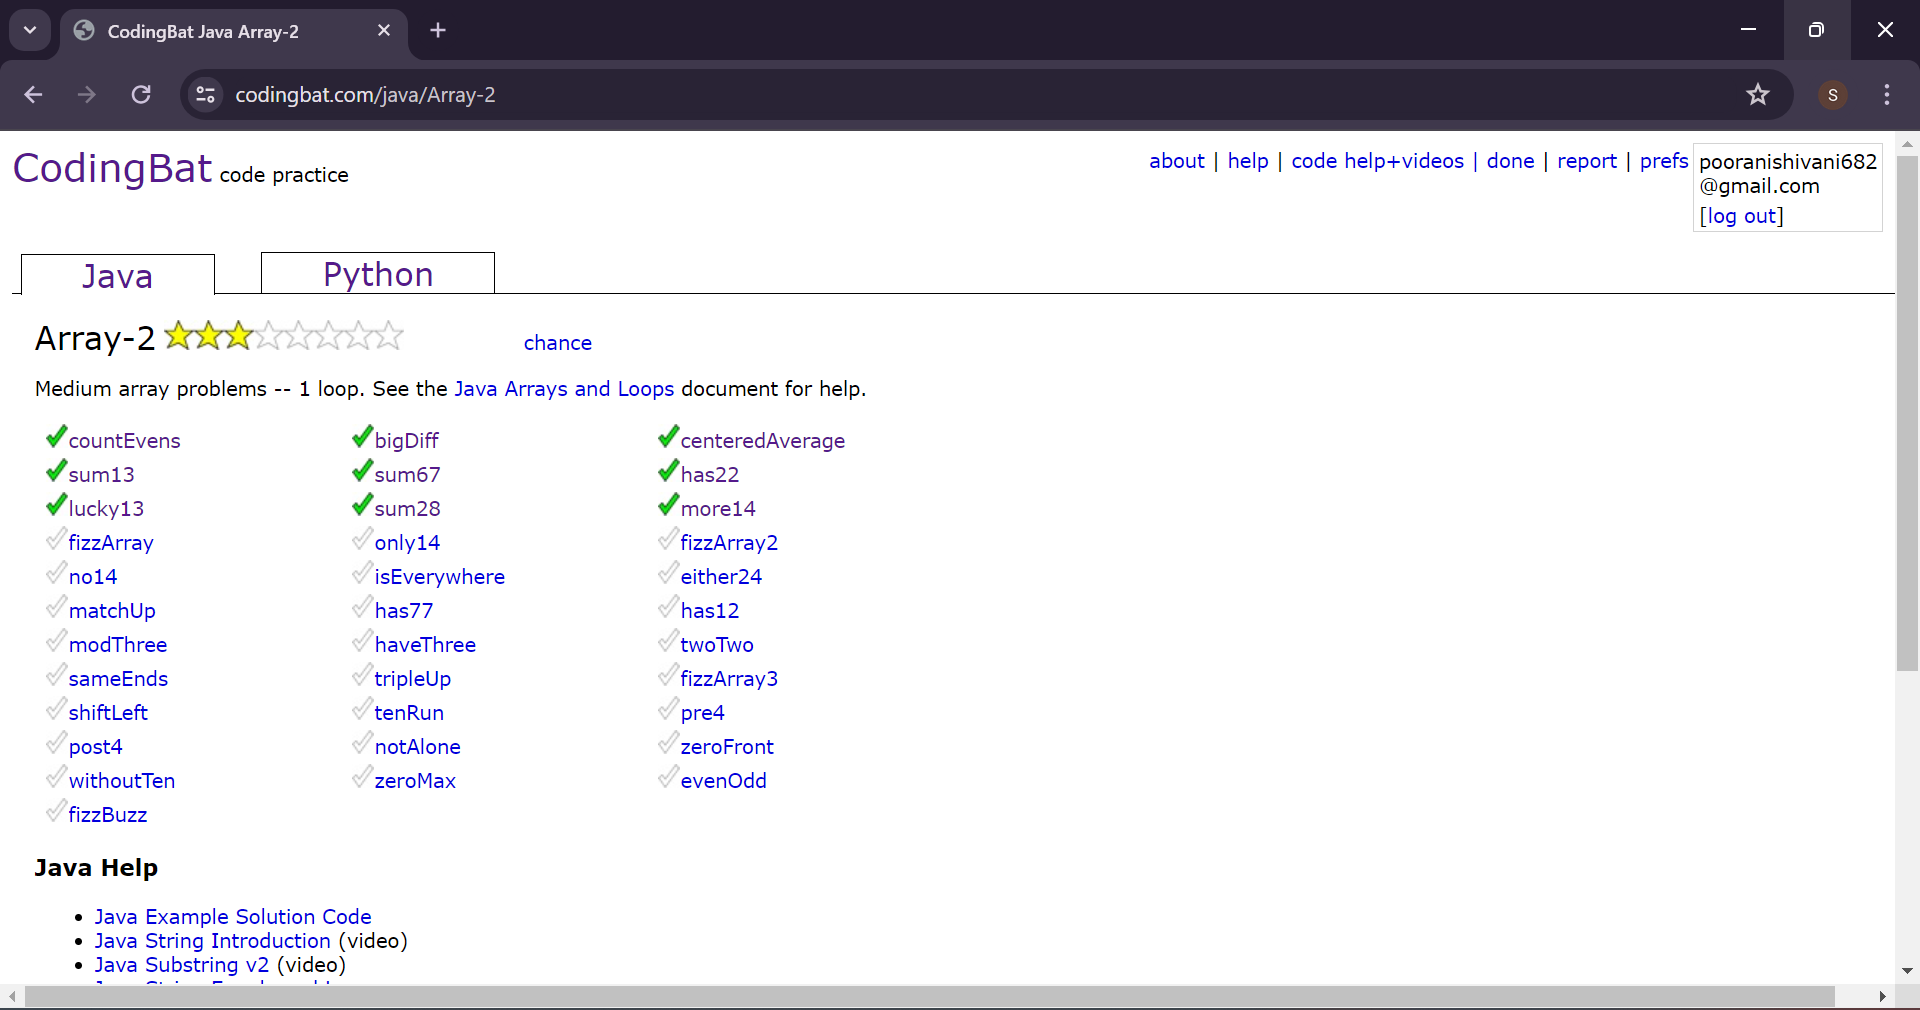 CodingBat Java Array-2
codingbat.com/java/Array-2
S
CodingBat code practice
about | help | code help+videos | done | report | prefs
pooranishivani682
@gmail.com
[log out]
Java
Python
Array-2
chance
Medium array problems -- 1 loop. See the Java Arrays and Loops document for help.
countEvens bigDiff centeredAverage
sum13 sum67 has22
lucky13 sum28 more14
fizzArray only14 fizzArray2
no14 isEverywhere either24
matchUp has77 has12
modThree haveThree twoTwo
sameEnds tripleUp fizzArray3
shiftLeft tenRun pre4
post4 notAlone zeroFront
withoutTen zeroMax evenOdd
fizzBuzz
Java Help
• Java Example Solution Code
• Java String Introduction (video)
• Java Substring v2 (video)